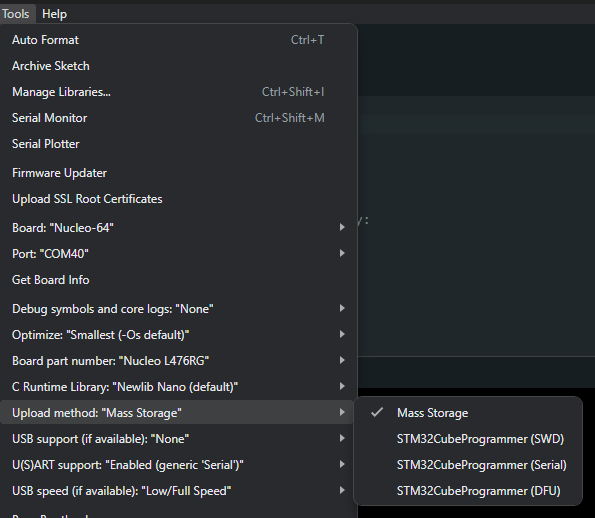 Tools Help
Auto Format Ctrl+T
Archive Sketch
Manage Libraries... Ctrl+Shift+I
Serial Monitor Ctrl+Shift+M
Serial Plotter
Firmware Updater
Upload SSL Root Certificates
y:
Board: "Nucleo-64"
Port: "COM40"
Get Board Info
Debug symbols and core logs: "None"
Optimize: "Smallest (-Os default)"
Board part number: "Nucleo L476RG"
C Runtime Library: "Newlib Nano (default)"
Upload method: "Mass Storage"
USB support (if available): "None"
U(S)ART support: "Enabled (generic 'Serial')"
USB speed (if available): "Low/Full Speed"
Mass Storage
STM32CubeProgrammer (SWD)
STM32CubeProgrammer (Serial)
STM32CubeProgrammer (DFU)